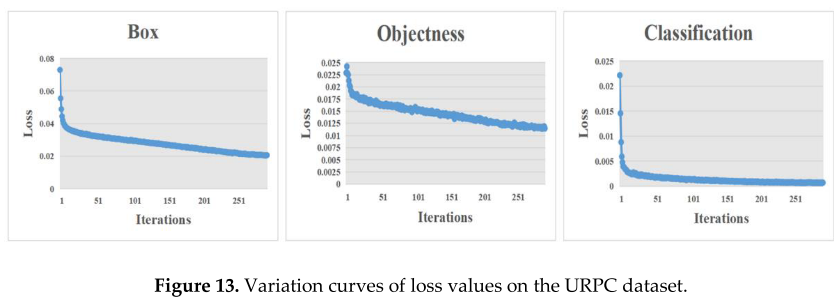 Box
0.08
0.06
0.04
0.02
0
Loss
1 51 101 151 201 251
Iterations
Objectness
0.025
0.0225
0.02
0.0175
0.015
0.0125
0.01
0.0075
0.005
0.0025
0
Loss
1 51 101 151 201 251
Iterations
Classification
0.025
0.02
0.015
0.01
0.005
0
Loss
1 51 101 151 201 251
Iterations
Figure 13. Variation curves of loss values on the URPC dataset.